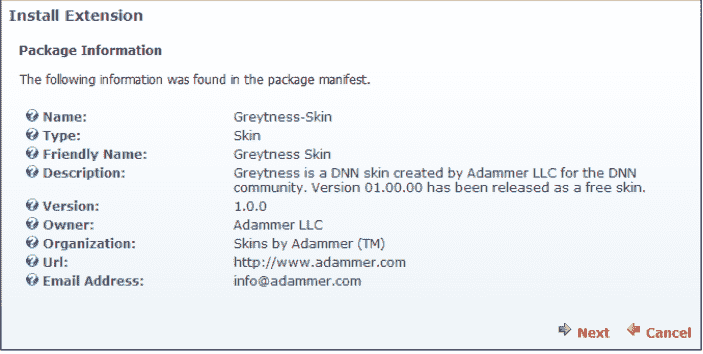 Install Extension
Package Information
The following information was found in the package manifest.
Name: Greytness-Skin
Type: Skin
Friendly Name: Greytness Skin
Description: Greytness is a DNN skin created by Adammer LLC for the DNN
community. Version 01.00.00 has been released as a free skin.
Version: 1.0.0
Owner: Adammer LLC
Organization: Skins by Adammer (TM)
Url: http://www.adammer.com
Email Address: info@adammer.com
Next Cancel